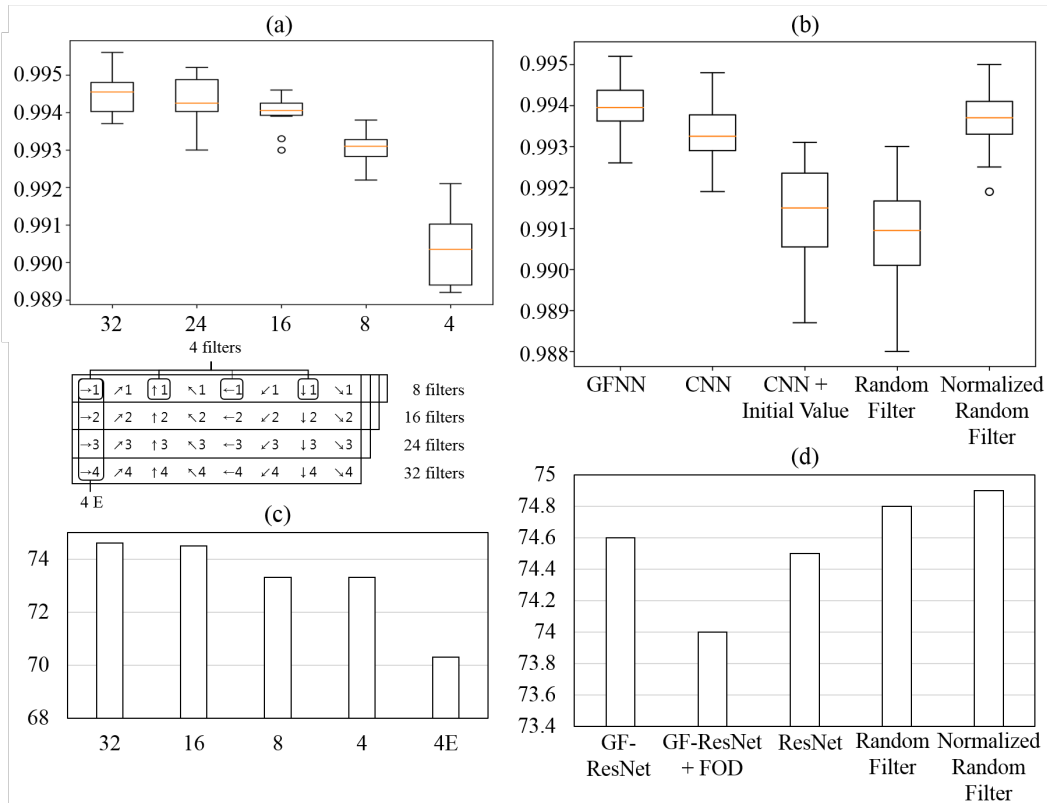 (a)
0.995
0.994
0.993
0.992
0.991
0.990
0.989
32 24 16 8 4
4 filters
→1 ↗1 ↑1 ↖1 ←1 ↙1 ↓1 ↘1 8 filters
→2 ↗2 ↑2 ↖2 ←2 ↙2 ↓2 ↘2 16 filters
→3 ↗3 ↑3 ↖3 ←3 ↙3 ↓3 ↘3 24 filters
→4 ↗4 ↑4 ↖4 ←4 ↙4 ↓4 ↘4 32 filters
4 E
(b)
0.995
0.994
0.993
0.992
0.991
0.990
0.989
0.988
GFNN CNN CNN + Random Normalized
Initial Value Filter Random
Filter
(c)
74
72
70
68
32 16 8 4 4E
(d)
75
74.8
74.6
74.4
74.2
74
73.8
73.6
73.4
GF- GF-ResNet ResNet Random Normalized
ResNet + FOD Filter Random
Filter